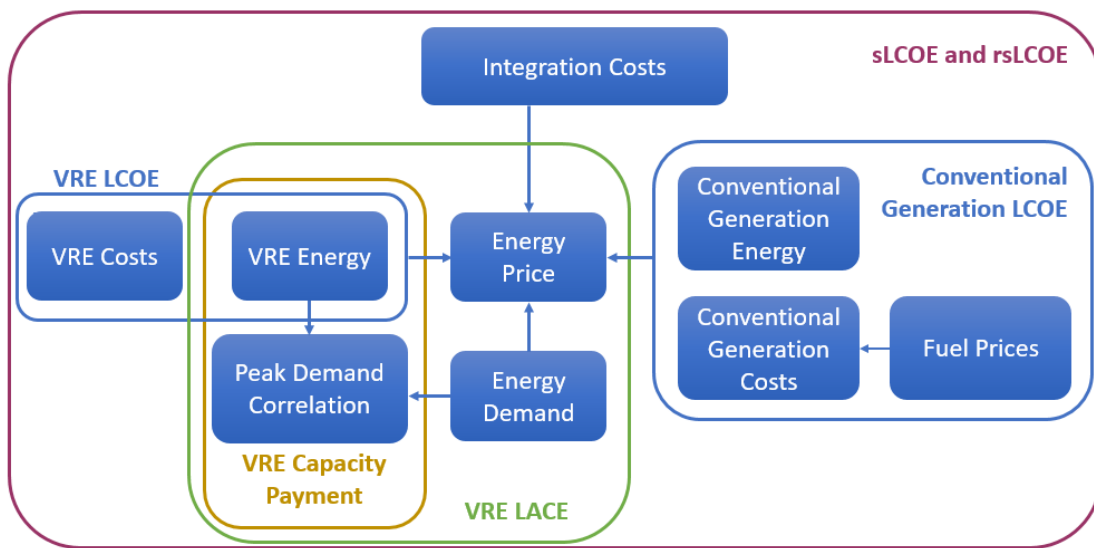 Integration Costs
sLCOE and rsLCOE
VRE LCOE
VRE Costs
VRE Energy
Energy
Price
Conventional
Generation
Energy
Conventional
Generation LCOE
Peak Demand
Correlation
Energy
Demand
Conventional
Generation
Costs
Fuel Prices
VRE Capacity
Payment
VRE LACE